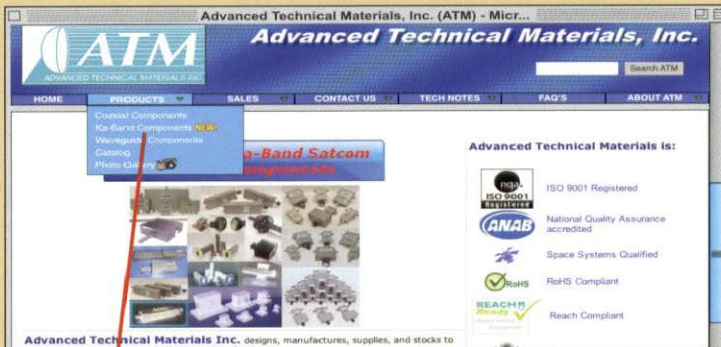 Advanced Technical Materials, Inc. (ATM) - Micr...
ATM
ADVANCED TECHNICAL MATERIALS INC.
Advanced Technical Materials, Inc.
Search ATM
HOME PRODUCTS SALES CONTACT US TECH NOTES FAQ'S ABOUT ATM
Coaxial Components
Ka-Band Components NEW!
Waveguide Components
Catalog
Photo Gallery
a-Band Satcom
omponents
Advanced Technical Materials is:
nqa.
ISO 9001
Registered
ISO 9001 Registered
ANAB
National Quality Assurance
accredited
Space Systems Qualified
RoHS
RoHS Compliant
REACH
Ready
Reach Compliant
Advanced Technical Materials Inc. designs, manufactures, supplies, and stocks to